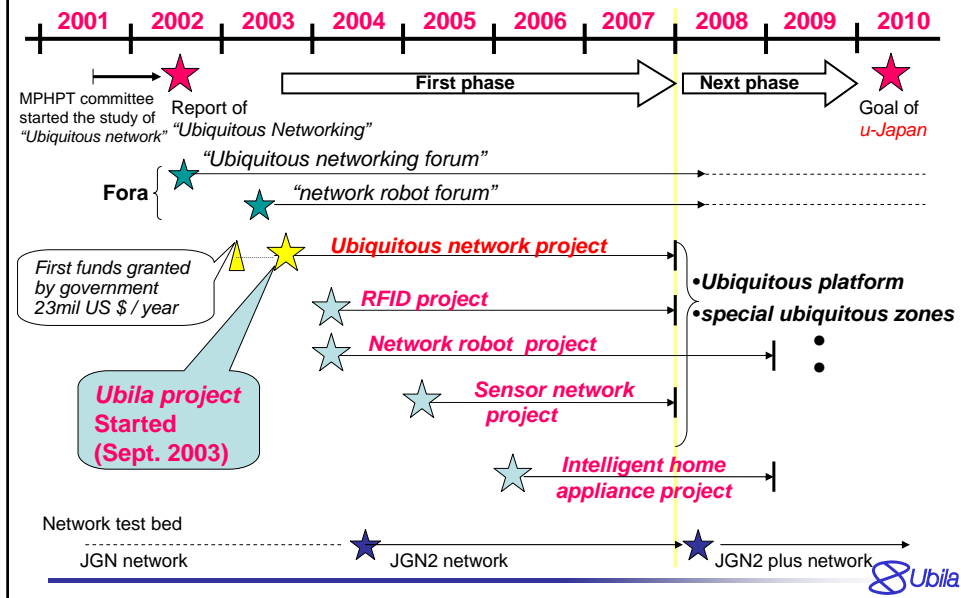 2001 2002 2003 2004 2005 2006 2007 2008 2009 2010
First phase
Next phase
MPHPT committee
started the study of
“Ubiquitous network”
Report of
“Ubiquitous Networking”
Goal of
u-Japan
Fora
“Ubiquitous networking forum”
“network robot forum”
First funds granted
by government
23mil US $ / year
Ubiquitous network project
RFID project
Network robot project
Sensor network
project
Intelligent home
appliance project
•Ubiquitous platform
•special ubiquitous zones
•
•
Ubila project
Started
(Sept. 2003)
Network test bed
JGN network
JGN2 network
JGN2 plus network
Ubila